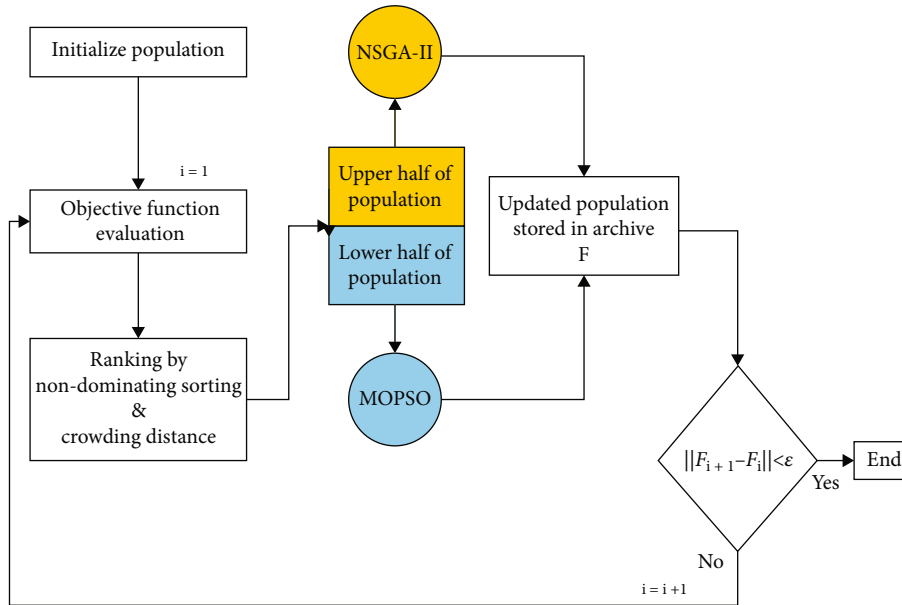 Initialize population
i = 1
Objective function
evaluation
Ranking by
non-dominating sorting
&
crowding distance
NSGA-II
Upper half of
population
Lower half of
population
MOPSO
Updated population
stored in archive
F
||F_{i+1}–F_i||<ε
Yes
End
No
i = i +1